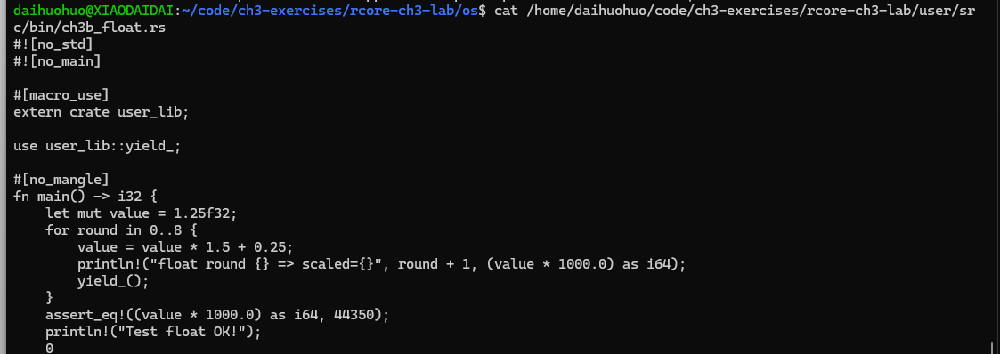 daihuohuo@XIAODAIDAI:~/code/ch3-exercises/rcore-ch3-lab/os$ cat /home/daihuohuo/code/ch3-exercises/rcore-ch3-lab/user/sr
c/bin/ch3b_float.rs
#![no_std]
#![no_main]

#[macro_use]
extern crate user_lib;

use user_lib::yield_;

#[no_mangle]
fn main() -> i32 {
    let mut value = 1.25f32;
    for round in 0..8 {
        value = value * 1.5 + 0.25;
        println!("float round {} => scaled={}", round + 1, (value * 1000.0) as i64);
        yield_();
    }
    assert_eq!((value * 1000.0) as i64, 44350);
    println!("Test float OK!");
    0